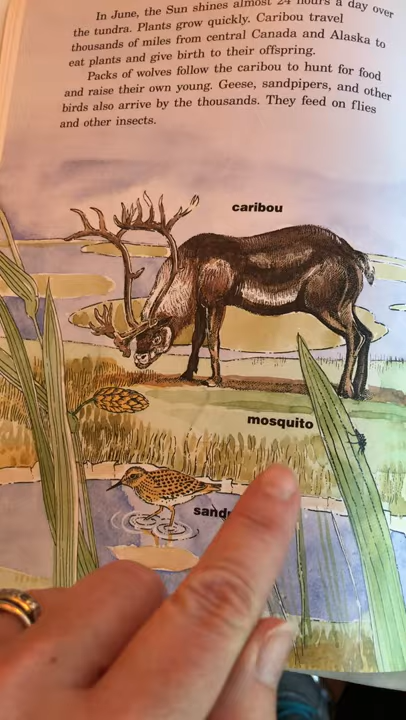 In June, the Sun shines almost 24 hours a day over
the tundra. Plants grow quickly. Caribou travel
thousands of miles from central Canada and Alaska to
eat plants and give birth to their offspring.
Packs of wolves follow the caribou to hunt for food
and raise their own young. Geese, sandpipers, and other
birds also arrive by the thousands. They feed on flies
and other insects.
caribou
mosquito